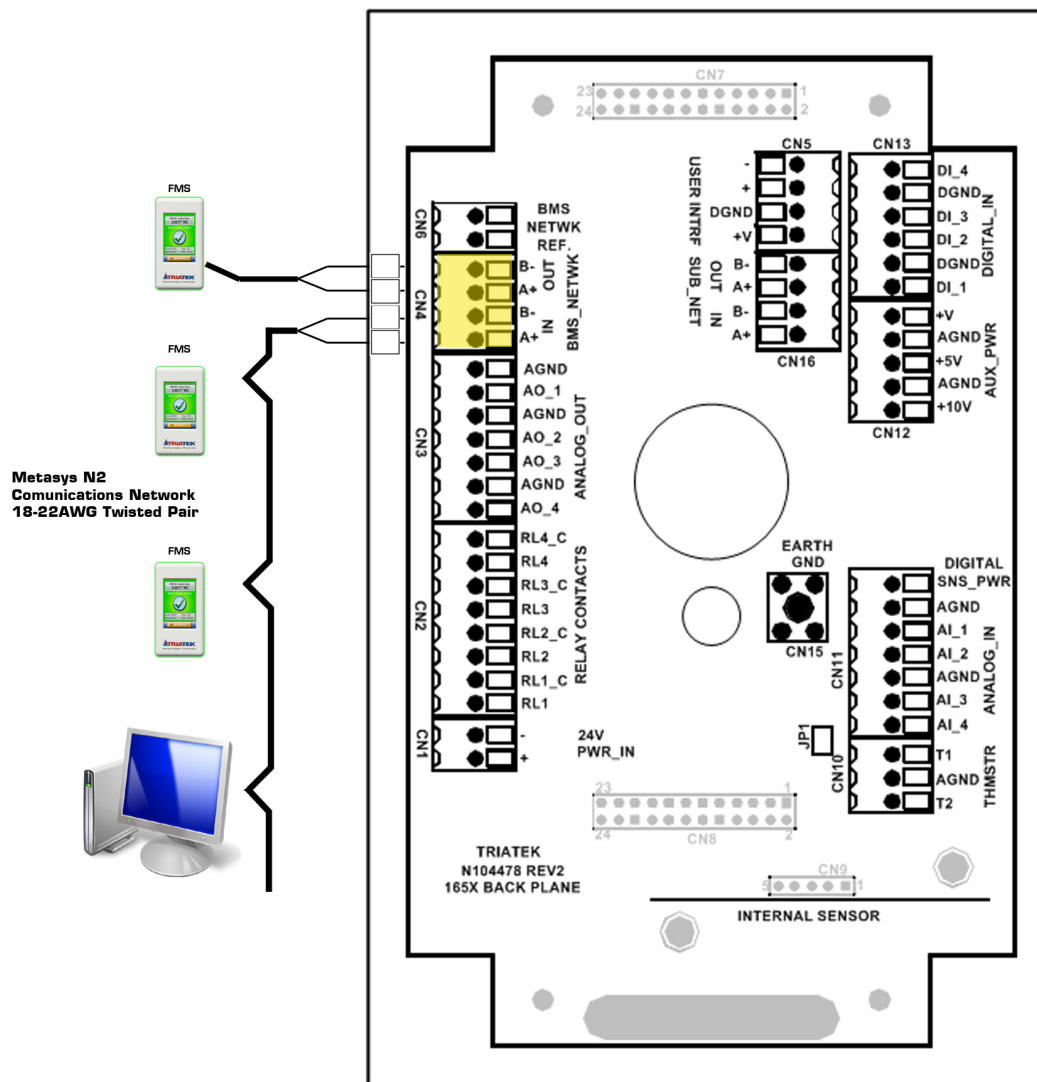 FMS
TRIATEK
FMS
TRIATEK
Metasys N2
Comunications Network
18-22AWG Twisted Pair
FMS
TRIATEK
CN7
23
1
24
2
CN6
BMS
NETWK
REF.
CN4
B-
A+
OUT
B-
A+
IN
BMS_NETWK
CN3
AGND
AO_1
AGND
AO_2
AO_3
AGND
AO_4
ANALOG_OUT
CN2
RL4_C
RL4
RL3_C
RL3
RL2_C
RL2
RL1_C
RL1
RELAY CONTACTS
CN1
-
+
24V
PWR_IN
CN5
-
+
DGND
+V
USER INTRF
B-
A+
OUT
B-
A+
IN
SUB_NET
CN16
CN13
DI_4
DGND
DI_3
DI_2
DGND
DI_1
DIGITAL_IN
+V
AGND
+5V
AGND
+10V
AUX_PWR
CN12
EARTH
GND
CN15
DIGITAL
SNS_PWR
AGND
AI_1
AI_2
AGND
AI_3
AI_4
ANALOG_IN
CN11
JP1
CN10
T1
AGND
T2
THMSTR
23
1
24
2
CN8
TRIATEK
N104478 REV2
165X BACK PLANE
CN9
5
1
INTERNAL SENSOR